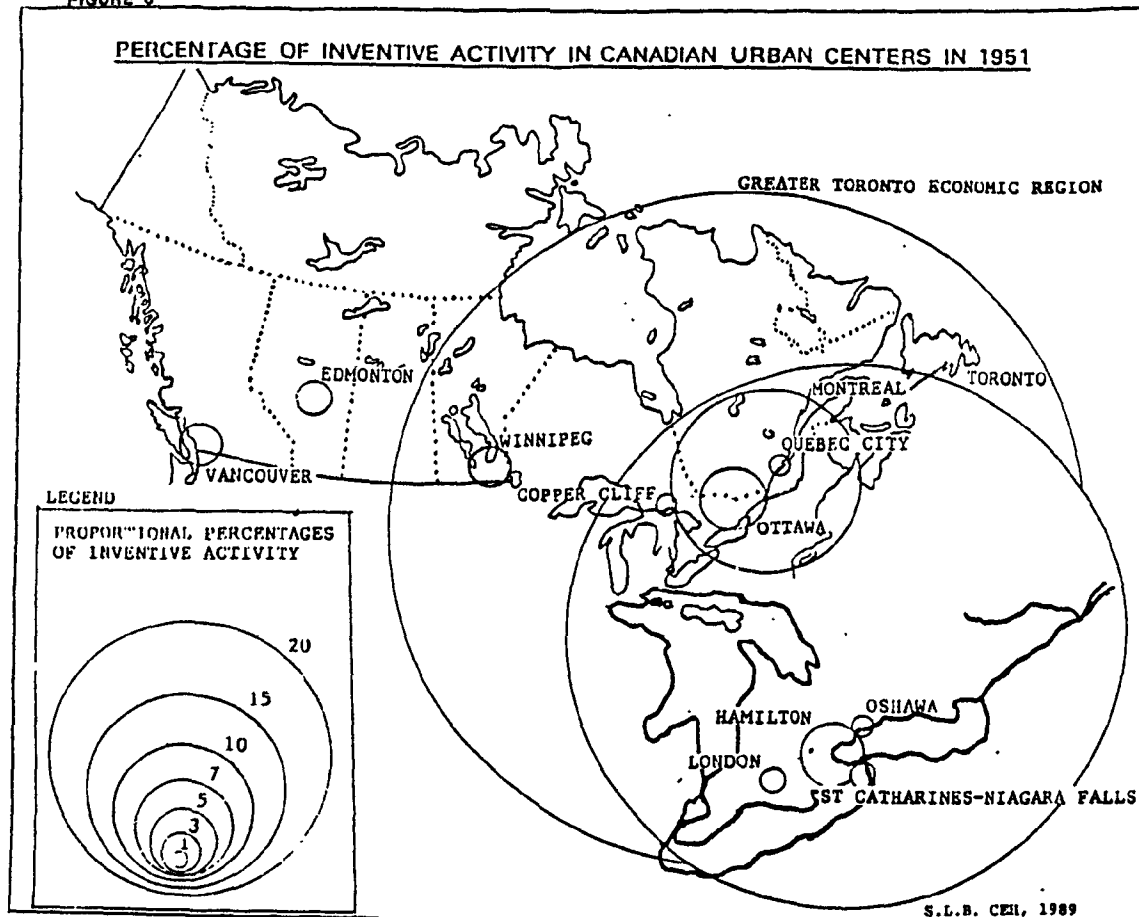 FIGURE
PERCENTAGE OF INVENTIVE ACTIVITY IN CANADIAN URBAN CENTERS IN 1951
GREATER TORONTO ECONOMIC REGION
EDMONTON
MONTREAL
TORONTO
WINNIPEG
QUEBEC CITY
VANCOUVER
COPPER CLIFF
OTTAWA
LEGEND
PROPORTIONAL PERCENTAGES
OF INVENTIVE ACTIVITY
20
15
10
7
5
3
1
HAMILTON
OSHAWA
LONDON
ST CATHARINES-NIAGARA FALLS
S.L.B. CEH, 1989